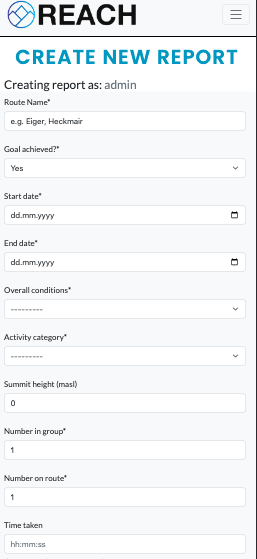 REACH
CREATE NEW REPORT
Creating report as: admin
Route Name*
e.g. Eiger, Heckmair
Goal achieved?*
Yes
Start date*
dd.mm.yyyy
End date*
dd.mm.yyyy
Overall conditions*
---------
Activity category*
---------
Summit height (masl)
0
Number in group*
1
Number on route*
1
Time taken
hh:mm:ss